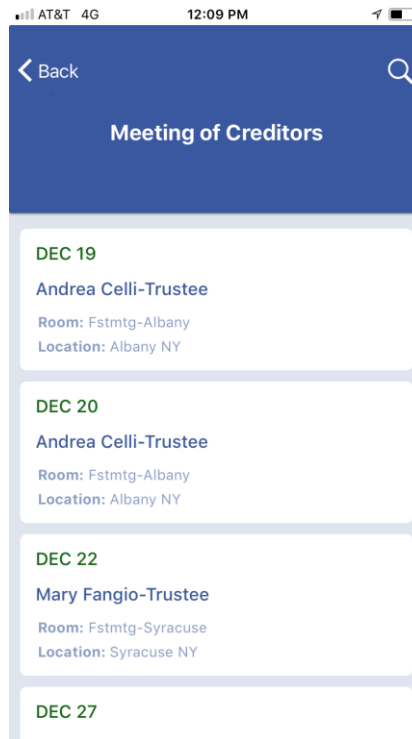 AT&T 4G 12:09 PM
Back
Meeting of Creditors
DEC 19
Andrea Celli-Trustee
Room: Fstmtg-Albany
Location: Albany NY
DEC 20
Andrea Celli-Trustee
Room: Fstmtg-Albany
Location: Albany NY
DEC 22
Mary Fangio-Trustee
Room: Fstmtg-Syracuse
Location: Syracuse NY
DEC 27